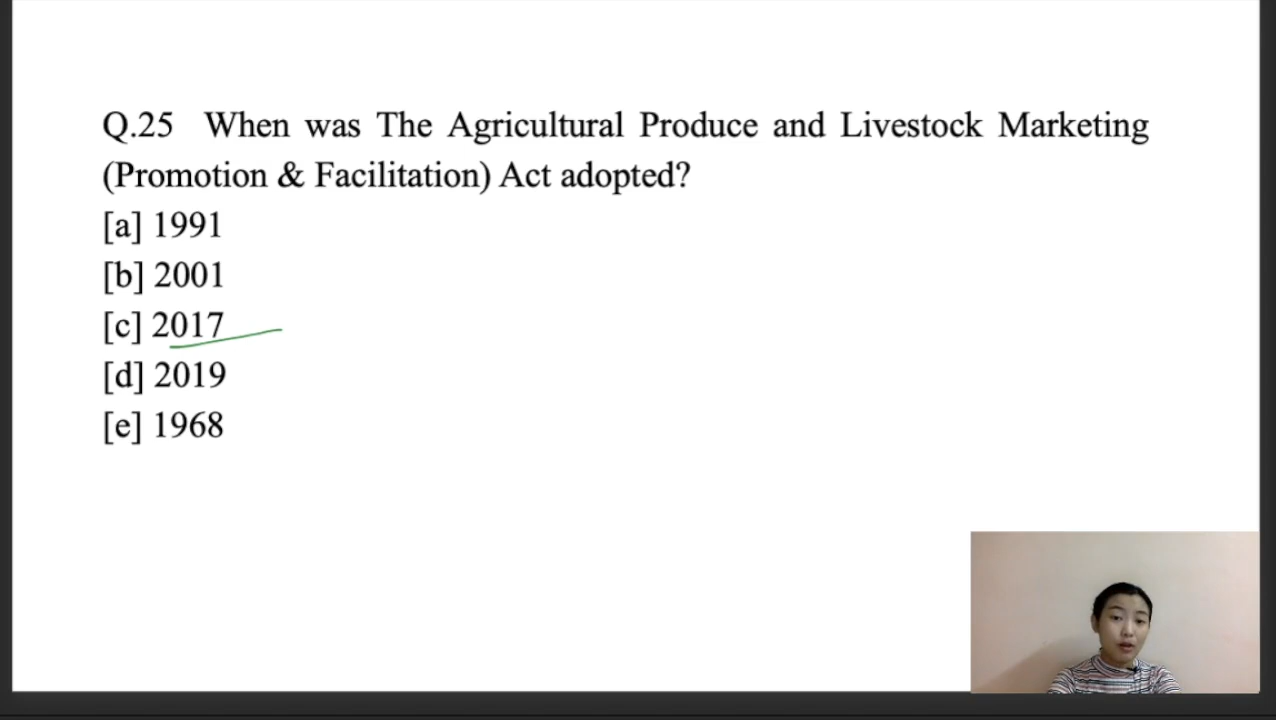 Q.25 When was The Agricultural Produce and Livestock Marketing
(Promotion & Facilitation) Act adopted?
[a] 1991
[b] 2001
[c] 2017
[d] 2019
[e] 1968